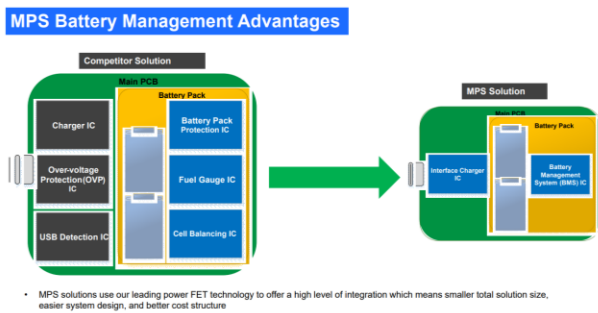 MPS Battery Management Advantages
Competitor Solution
Main PCB
Battery Pack
Charger IC
Battery Pack
Protection IC
Over-voltage
Protection(OVP)
IC
Fuel Gauge IC
USB Detection IC
Cell Balancing IC
MPS Solution
Main PCB
Battery Pack
Interface Charger
IC
Battery
Management
System (BMS) IC
• MPS solutions use our leading power FET technology to offer a high level of integration which means smaller total solution size,
easier system design, and better cost structure